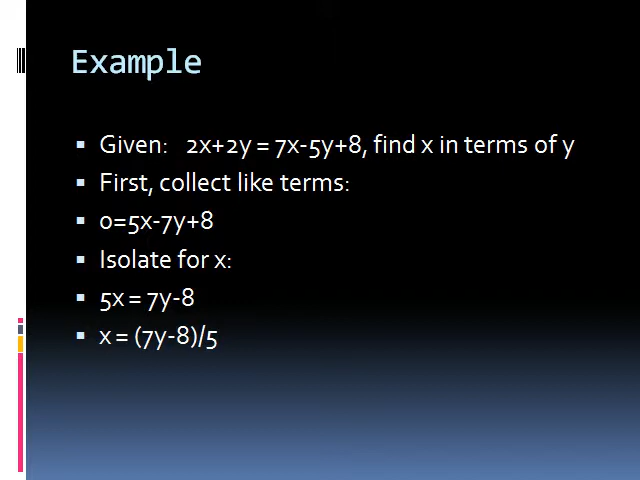 Example
Given: 2x+2y = 7x-5y+8, find x in terms of y
First, collect like terms:
0=5x-7y+8
Isolate for x:
5x = 7y-8
x = (7y-8)/5